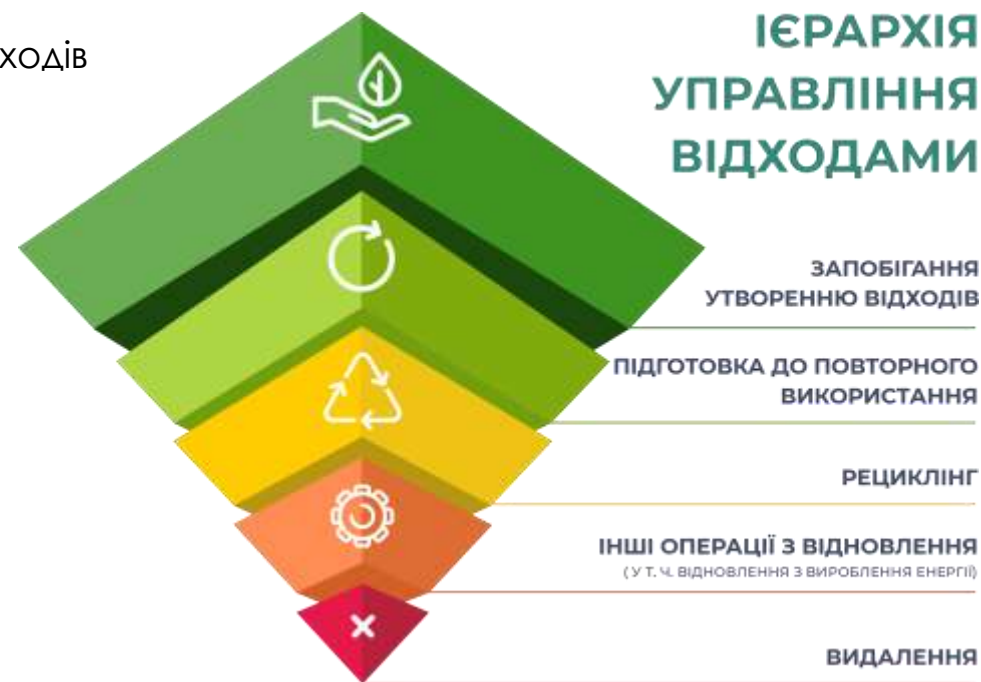 ІЄРАРХІЯ
ходів
УПРАВЛІННЯ
ВІДХОДАМИ
ЗАПОБІГАННЯ
УТВОРЕННЮ ВІДХОДІВ
ПІДГОТОВКА ДО ПОВТОРНОГО
ВИКОРИСТАННЯ
РЕЦИКЛІНГ
ІНШІ ОПЕРАЦІЇ З ВІДНОВЛЕННЯ
(У Т. Ч. ВІДНОВЛЕННЯ З ВИРОБЛЕННЯ ЕНЕРГІЇ)
ВИДАЛЕННЯ